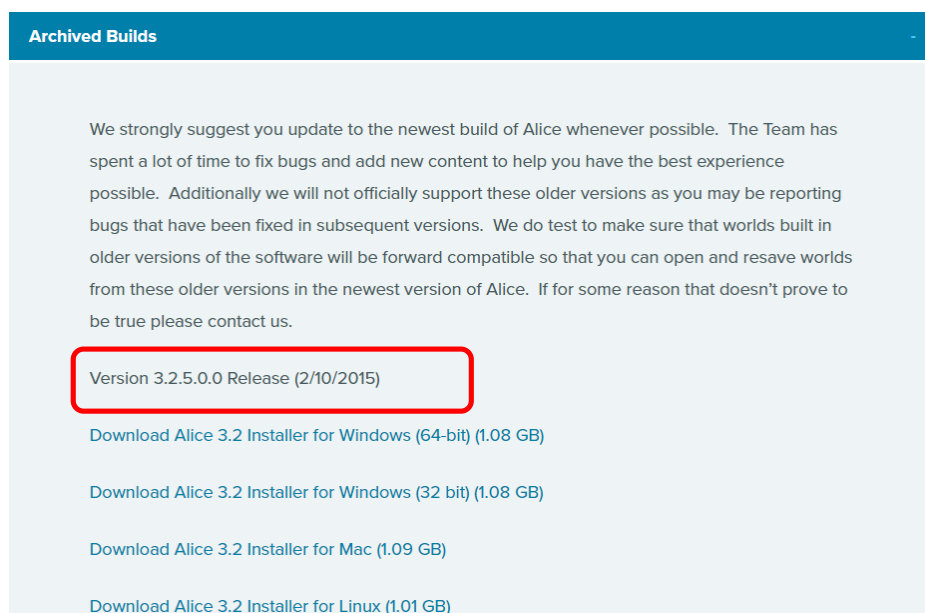 Archived Builds -
We strongly suggest you update to the newest build of Alice whenever possible.  The Team has
spent a lot of time to fix bugs and add new content to help you have the best experience
possible.  Additionally we will not officially support these older versions as you may be reporting
bugs that have been fixed in subsequent versions.  We do test to make sure that worlds built in
older versions of the software will be forward compatible so that you can open and resave worlds
from these older versions in the newest version of Alice.  If for some reason that doesn't prove to
be true please contact us.
Version 3.2.5.0.0 Release (2/10/2015)
Download Alice 3.2 Installer for Windows (64-bit) (1.08 GB)
Download Alice 3.2 Installer for Windows (32 bit) (1.08 GB)
Download Alice 3.2 Installer for Mac (1.09 GB)
Download Alice 3.2 Installer for Linux (1.01 GB)